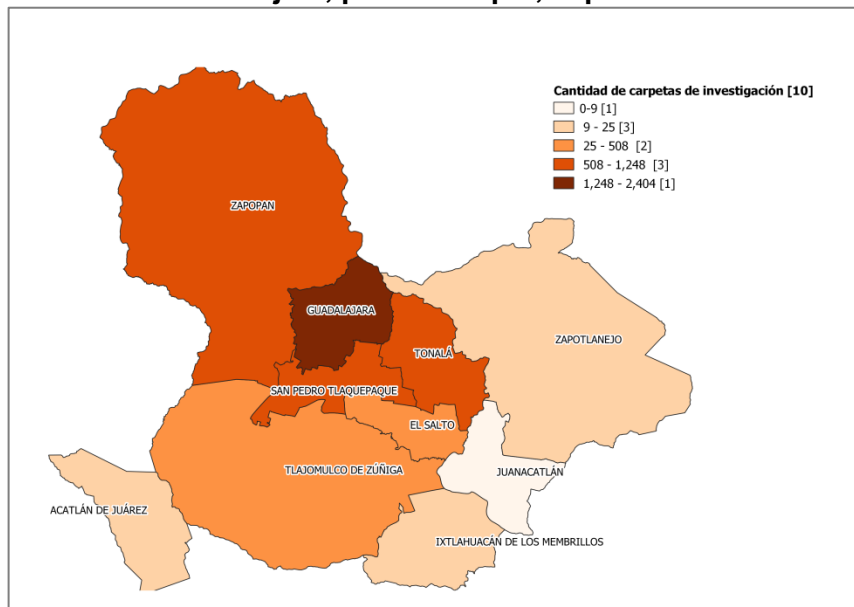 Cantidad de carpetas de investigación [10]
0-9 [1]
9 - 25 [3]
25 - 508 [2]
508 - 1,248 [3]
1,248 - 2,404 [1]
ZAPOPAN
GUADALAJARA
TONALÁ
ZAPOTLANEJO
SAN PEDRO TLAQUEPAQUE
EL SALTO
TLAJOMULCO DE ZÚÑIGA
JUANACATLÁN
ACATLÁN DE JUÁREZ
IXTLAHUACÁN DE LOS MEMBRILLOS